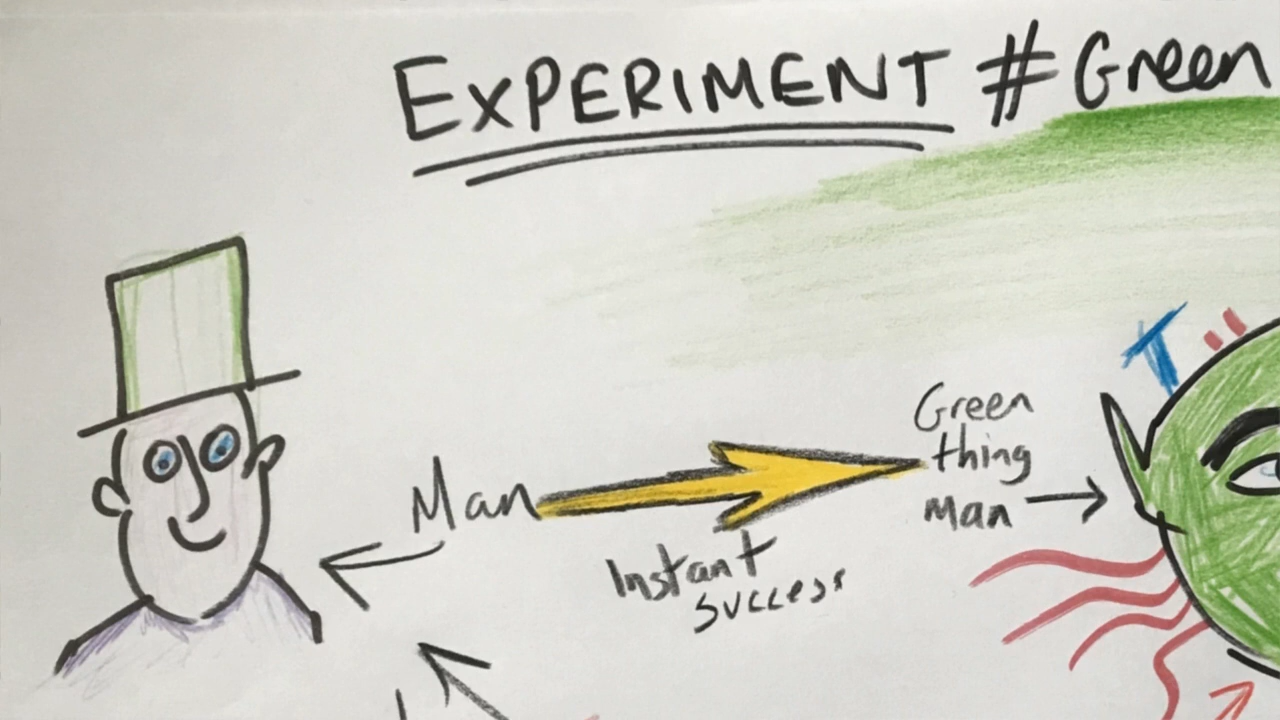 EXPERIMENT #Green
Man
Green
thing
Man
Instant
success